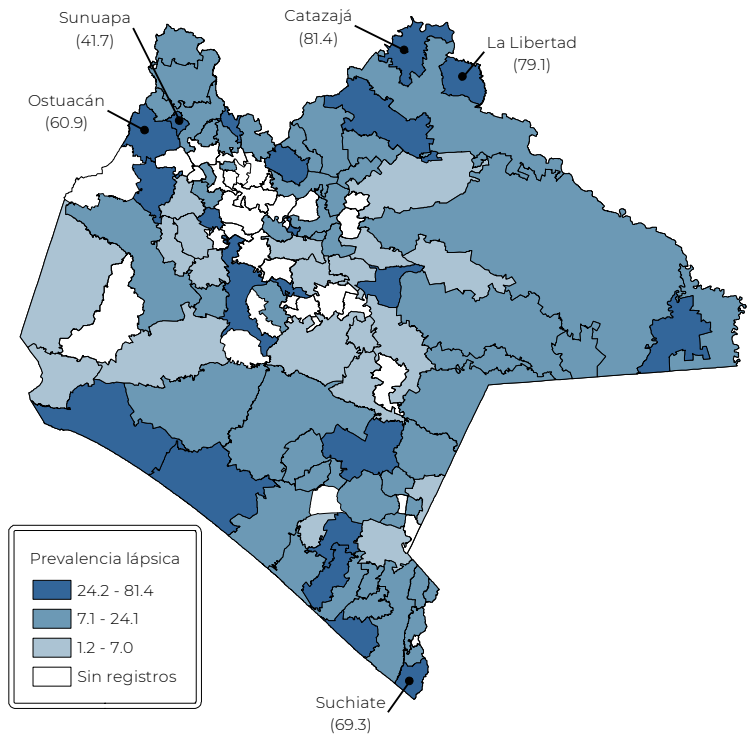 Sunuapa
(41.7)
Catazajá
(81.4)
La Libertad
(79.1)
Ostuacán
(60.9)
Prevalencia lápsica
24.2 - 81.4
7.1 - 24.1
1.2 - 7.0
Sin registros
Suchiate
(69.3)